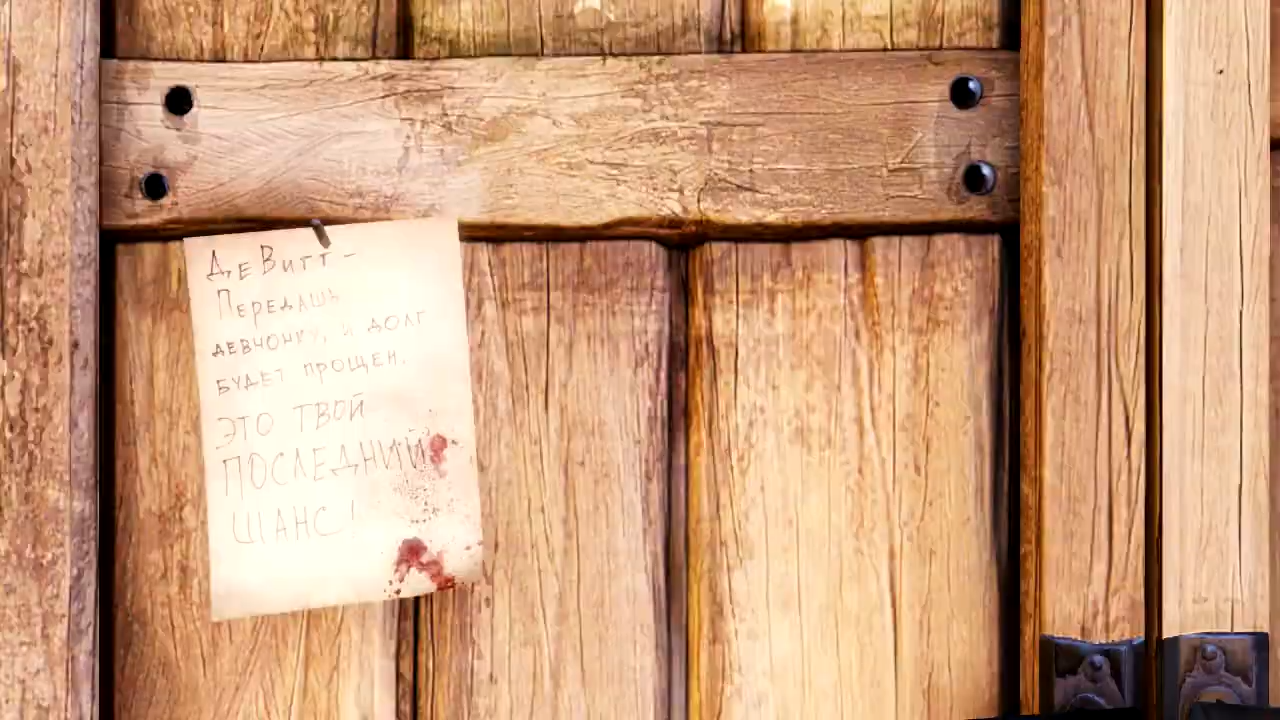 ДеВитт -
Передашь
девчонку, и долг
будет прощен.
ЭТО ТВОЙ
ПОСЛЕДНИЙ
ШАНС!